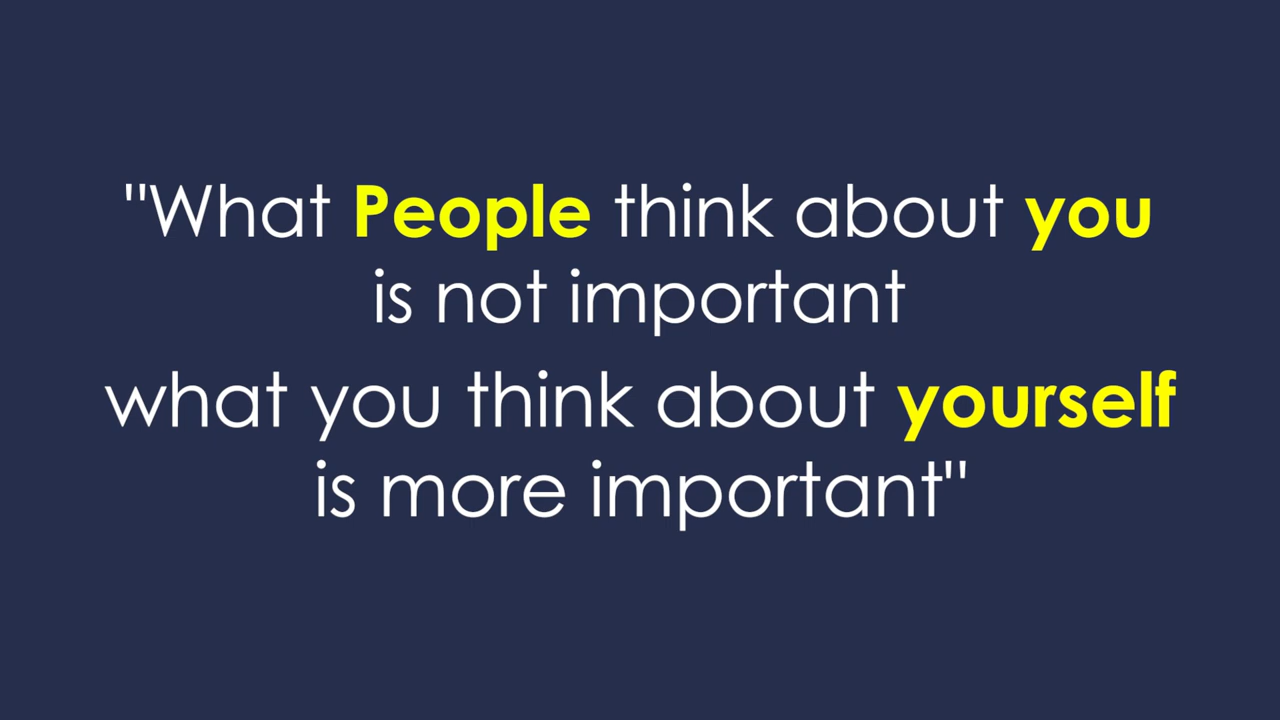 "What People think about you
is not important
what you think about yourself
is more important"